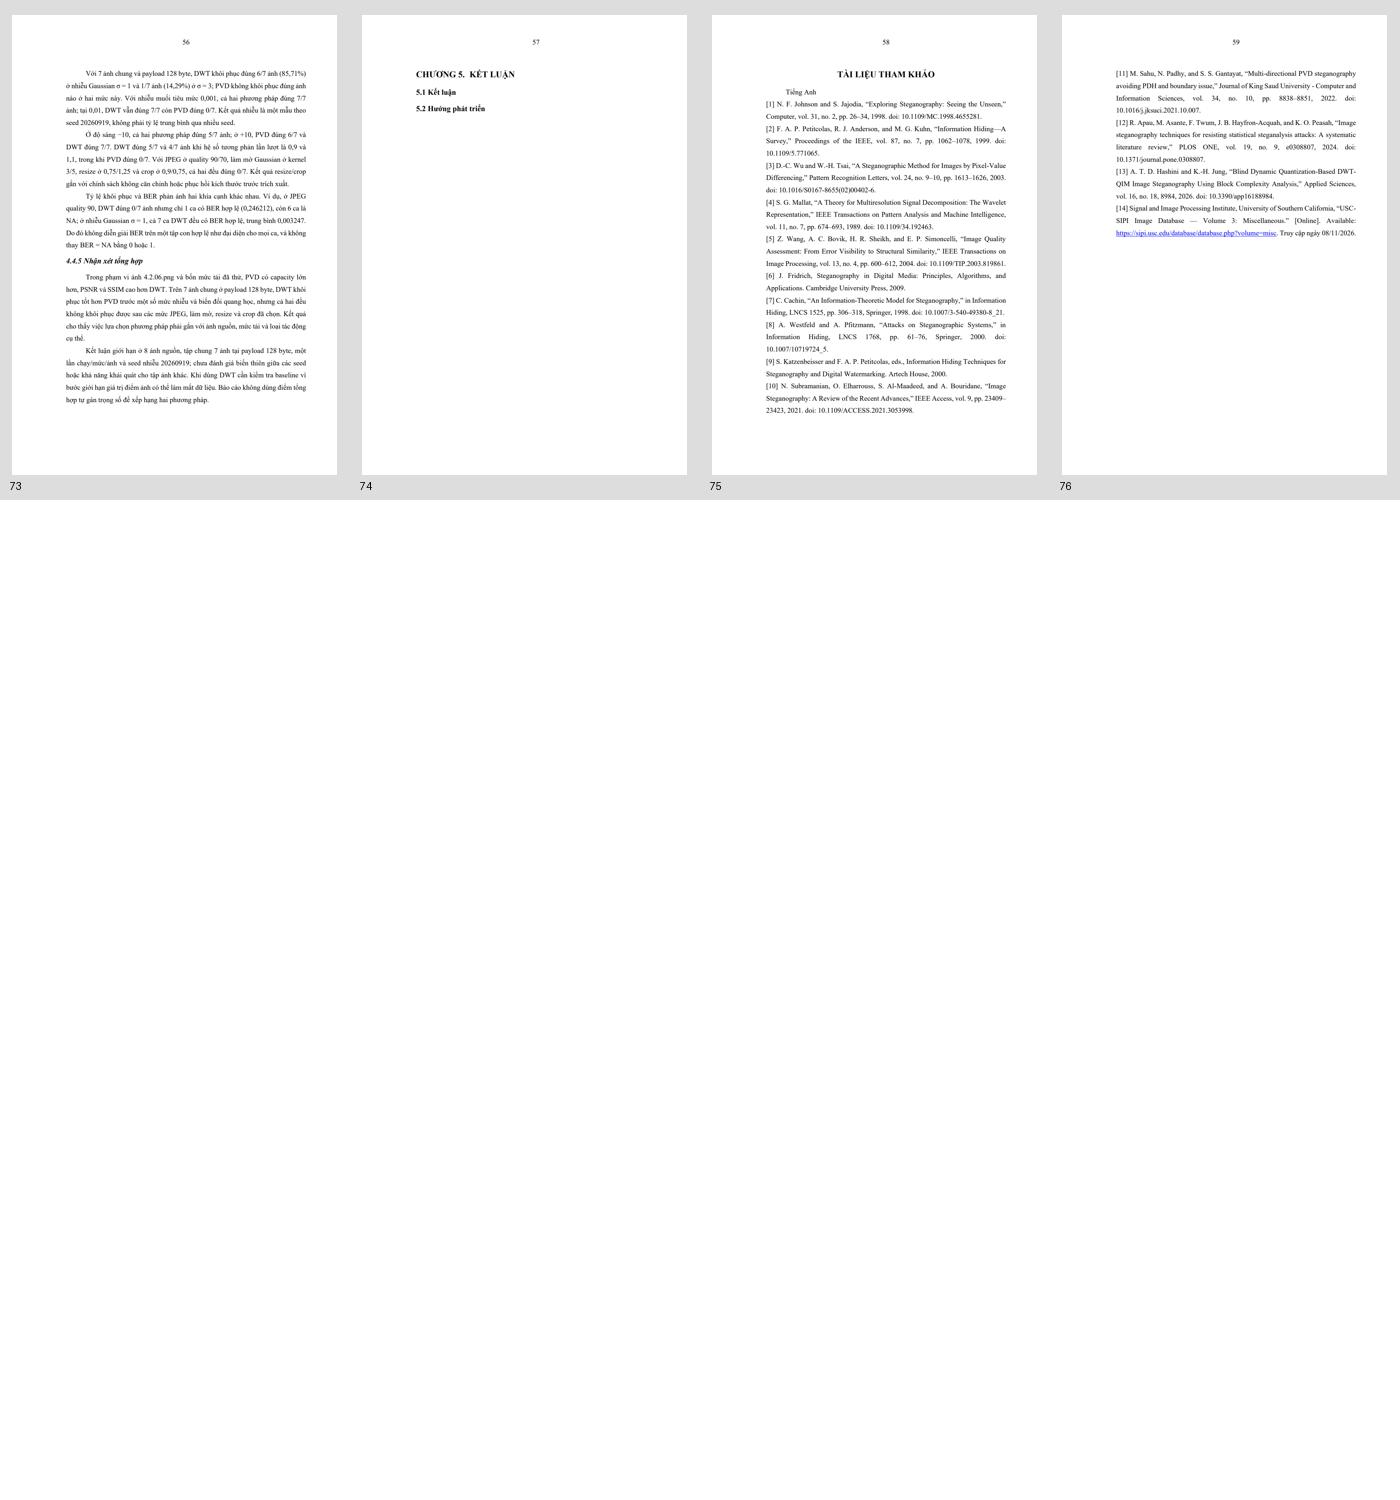 56
Với 7 ảnh chung và payload 128 byte, DWT khôi phục đúng 6/7 ảnh (85,71%)
ở nhiễu Gaussian σ = 1 và 1/7 ảnh (14,29%) ở σ = 3; PVD không khôi phục đúng ảnh
nào ở hai mức này. Với nhiễu muối tiêu mức 0,001, cả hai phương pháp đúng 7/7
ảnh; tại 0,01, DWT vẫn đúng 7/7 còn PVD đúng 0/7. Kết quả nhiễu là một mẫu theo
seed 20260919, không phải tỷ lệ trung bình qua nhiều seed.
Ở độ sáng −10, cả hai phương pháp đúng 5/7 ảnh; ở +10, PVD đúng 6/7 và
DWT đúng 7/7. DWT đúng 5/7 và 4/7 ảnh khi hệ số tương phản lần lượt là 0,9 và
1,1, trong khi PVD đúng 0/7. Với JPEG ở quality 90/70, làm mờ Gaussian ở kernel
3/5, resize ở 0,75/1,25 và crop ở 0,9/0,75, cả hai đều đúng 0/7. Kết quả resize/crop
gắn với chính sách không căn chỉnh hoặc phục hồi kích thước trước trích xuất.
Tỷ lệ khôi phục và BER phản ánh hai khía cạnh khác nhau. Ví dụ, ở JPEG
quality 90, DWT đúng 0/7 ảnh nhưng chỉ 1 ca có BER hợp lệ (0,246212), còn 6 ca là
NA; ở nhiễu Gaussian σ = 1, cả 7 ca DWT đều có BER hợp lệ, trung bình 0,003247.
Do đó không diễn giải BER trên một tập con hợp lệ như đại diện cho mọi ca, và không
thay BER = NA bằng 0 hoặc 1.
4.4.5 Nhận xét tổng hợp
Trong phạm vi ảnh 4.2.06.png và bốn mức tải đã thử, PVD có capacity lớn
hơn, PSNR và SSIM cao hơn DWT. Trên 7 ảnh chung ở payload 128 byte, DWT khôi
phục tốt hơn PVD trước một số mức nhiễu và biến đổi quang học, nhưng cả hai đều
không khôi phục được sau các mức JPEG, làm mờ, resize và crop đã chọn. Kết quả
cho thấy việc lựa chọn phương pháp phải gắn với ảnh nguồn, mức tải và loại tác động
cụ thể.
Kết luận giới hạn ở 8 ảnh nguồn, tập chung 7 ảnh tại payload 128 byte, một
lần chạy/mức/ảnh và seed nhiễu 20260919; chưa đánh giá biến thiên giữa các seed
hoặc khả năng khái quát cho tập ảnh khác. Khi dùng DWT cần kiểm tra baseline vì
bước giới hạn giá trị điểm ảnh có thể làm mất dữ liệu. Báo cáo không dùng điểm tổng
hợp tự gán trọng số để xếp hạng hai phương pháp.
73
57
CHƯƠNG 5. KẾT LUẬN
5.1 Kết luận
5.2 Hướng phát triển
74
58
TÀI LIỆU THAM KHẢO
Tiếng Anh
[1] N. F. Johnson and S. Jajodia, “Exploring Steganography: Seeing the Unseen,”
Computer, vol. 31, no. 2, pp. 26–34, 1998. doi: 10.1109/MC.1998.4655281.
[2] F. A. P. Petitcolas, R. J. Anderson, and M. G. Kuhn, “Information Hiding—A
Survey,” Proceedings of the IEEE, vol. 87, no. 7, pp. 1062–1078, 1999. doi:
10.1109/5.771065.
[3] D.-C. Wu and W.-H. Tsai, “A Steganographic Method for Images by Pixel-Value
Differencing,” Pattern Recognition Letters, vol. 24, no. 9–10, pp. 1613–1626, 2003.
doi: 10.1016/S0167-8655(02)00402-6.
[4] S. G. Mallat, “A Theory for Multiresolution Signal Decomposition: The Wavelet
Representation,” IEEE Transactions on Pattern Analysis and Machine Intelligence,
vol. 11, no. 7, pp. 674–693, 1989. doi: 10.1109/34.192463.
[5] Z. Wang, A. C. Bovik, H. R. Sheikh, and E. P. Simoncelli, “Image Quality
Assessment: From Error Visibility to Structural Similarity,” IEEE Transactions on
Image Processing, vol. 13, no. 4, pp. 600–612, 2004. doi: 10.1109/TIP.2003.819861.
[6] J. Fridrich, Steganography in Digital Media: Principles, Algorithms, and
Applications. Cambridge University Press, 2009.
[7] C. Cachin, “An Information-Theoretic Model for Steganography,” in Information
Hiding, LNCS 1525, pp. 306–318, Springer, 1998. doi: 10.1007/3-540-49380-8_21.
[8] A. Westfeld and A. Pfitzmann, “Attacks on Steganographic Systems,” in
Information Hiding, LNCS 1768, pp. 61–76, Springer, 2000. doi:
10.1007/10719724_5.
[9] S. Katzenbeisser and F. A. P. Petitcolas, eds., Information Hiding Techniques for
Steganography and Digital Watermarking. Artech House, 2000.
[10] N. Subramanian, O. Elharrouss, S. Al-Maadeed, and A. Bouridane, “Image
Steganography: A Review of the Recent Advances,” IEEE Access, vol. 9, pp. 23409–
23423, 2021. doi: 10.1109/ACCESS.2021.3053998.
75
59
[11] M. Sahu, N. Padhy, and S. S. Gantayat, “Multi-directional PVD steganography
avoiding PDH and boundary issue,” Journal of King Saud University - Computer and
Information Sciences, vol. 34, no. 10, pp. 8838–8851, 2022. doi:
10.1016/j.jksuci.2021.10.007.
[12] R. Apau, M. Asante, F. Twum, J. B. Hayfron-Acquah, and K. O. Peasah, “Image
steganography techniques for resisting statistical steganalysis attacks: A systematic
literature review,” PLOS ONE, vol. 19, no. 9, e0308807, 2024. doi:
10.1371/journal.pone.0308807.
[13] A. T. D. Hashini and K.-H. Jung, “Blind Dynamic Quantization-Based DWT-
QIM Image Steganography Using Block Complexity Analysis,” Applied Sciences,
vol. 16, no. 18, 8984, 2026. doi: 10.3390/app16188984.
[14] Signal and Image Processing Institute, University of Southern California, “USC-
SIPI Image Database — Volume 3: Miscellaneous.” [Online]. Available:
https://sipi.usc.edu/database/database.php?volume=misc. Truy cập ngày 08/11/2026.
76